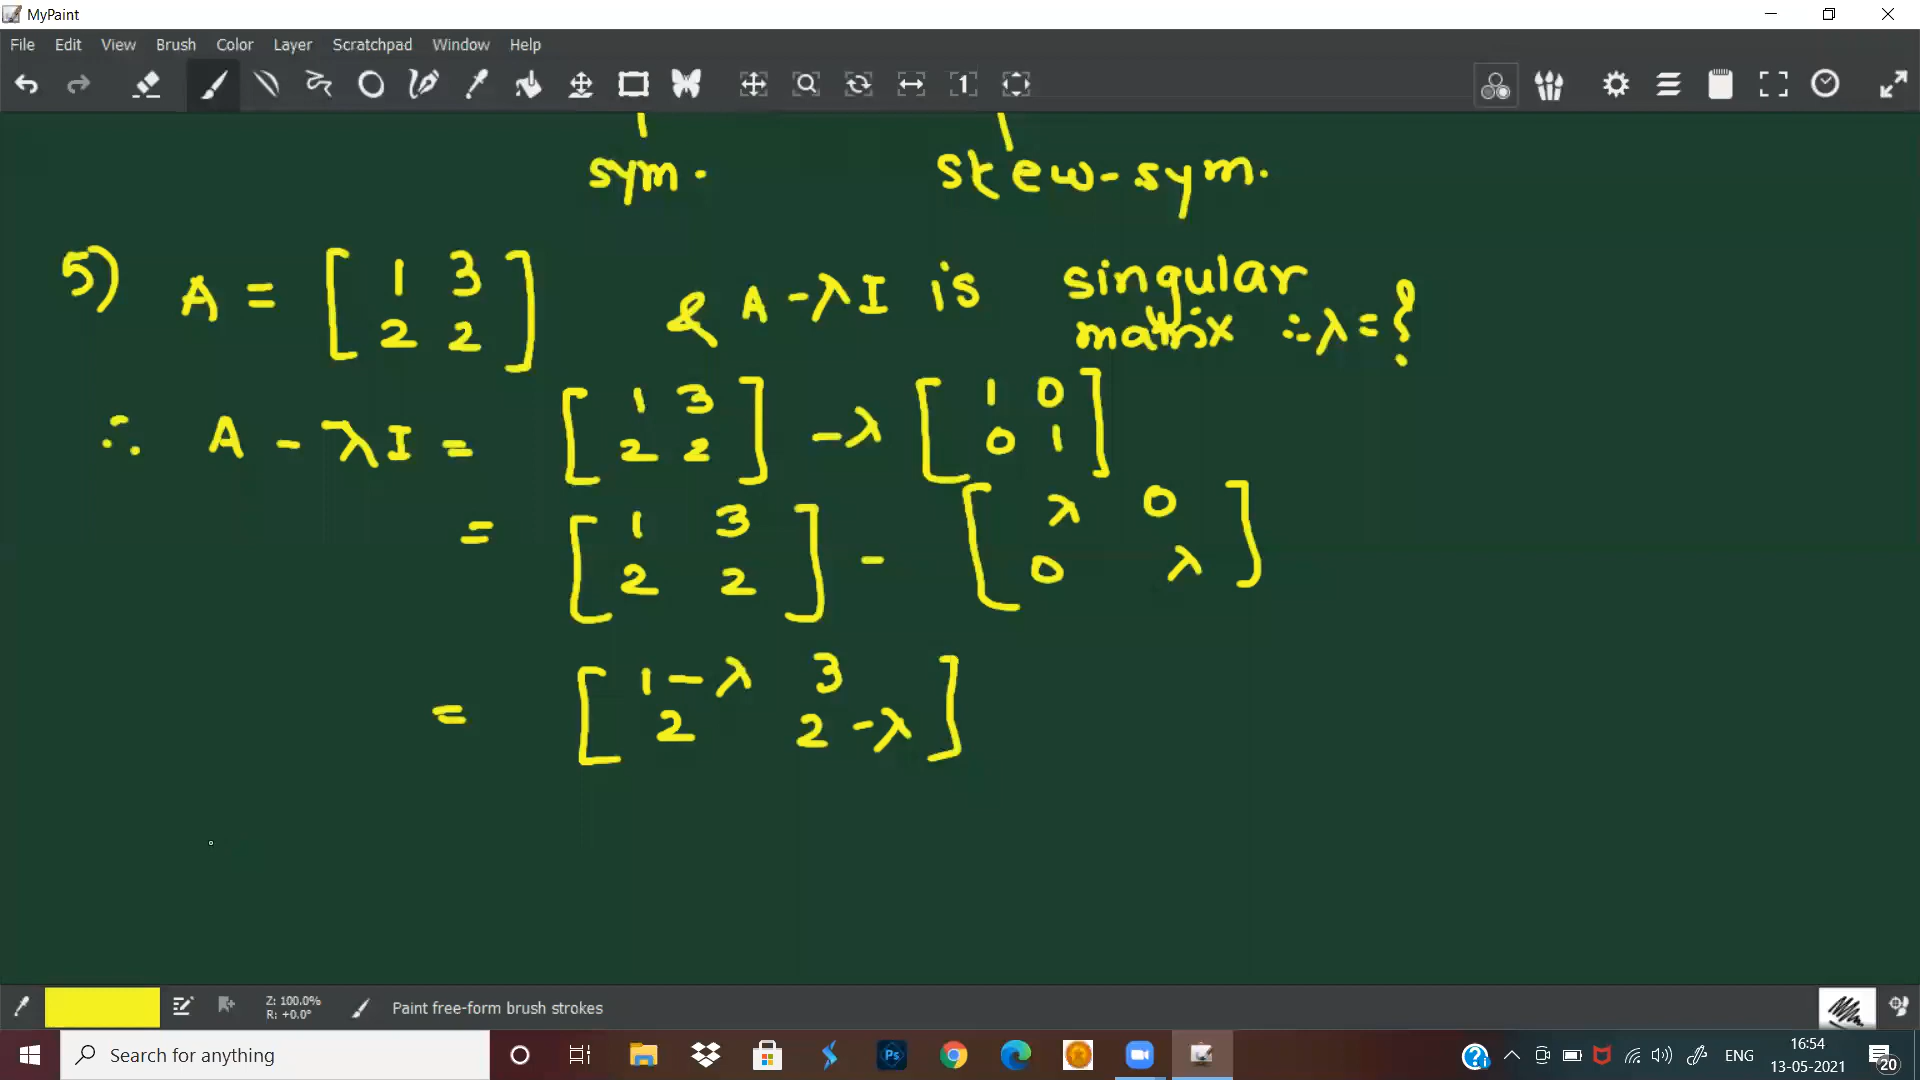 MyPaint
File Edit View Brush Color Layer Scratchpad Window Help
sym. skew-sym.
5) A = [ 1 3 & A - λI is singular
2 2 ] matrix ∴ λ = ?
∴ A - λI = [ 1 3 - λ [ 1 0
2 2 ] 0 1 ]
= [ 1 3 - [ λ 0
2 2 ] 0 λ ]
= [ 1 - λ 3
2 2 - λ ]
Z: 100.0%
R: +0.0°
Paint free-form brush strokes
Search for anything
Ps
ENG
16:54
13-05-2021
20